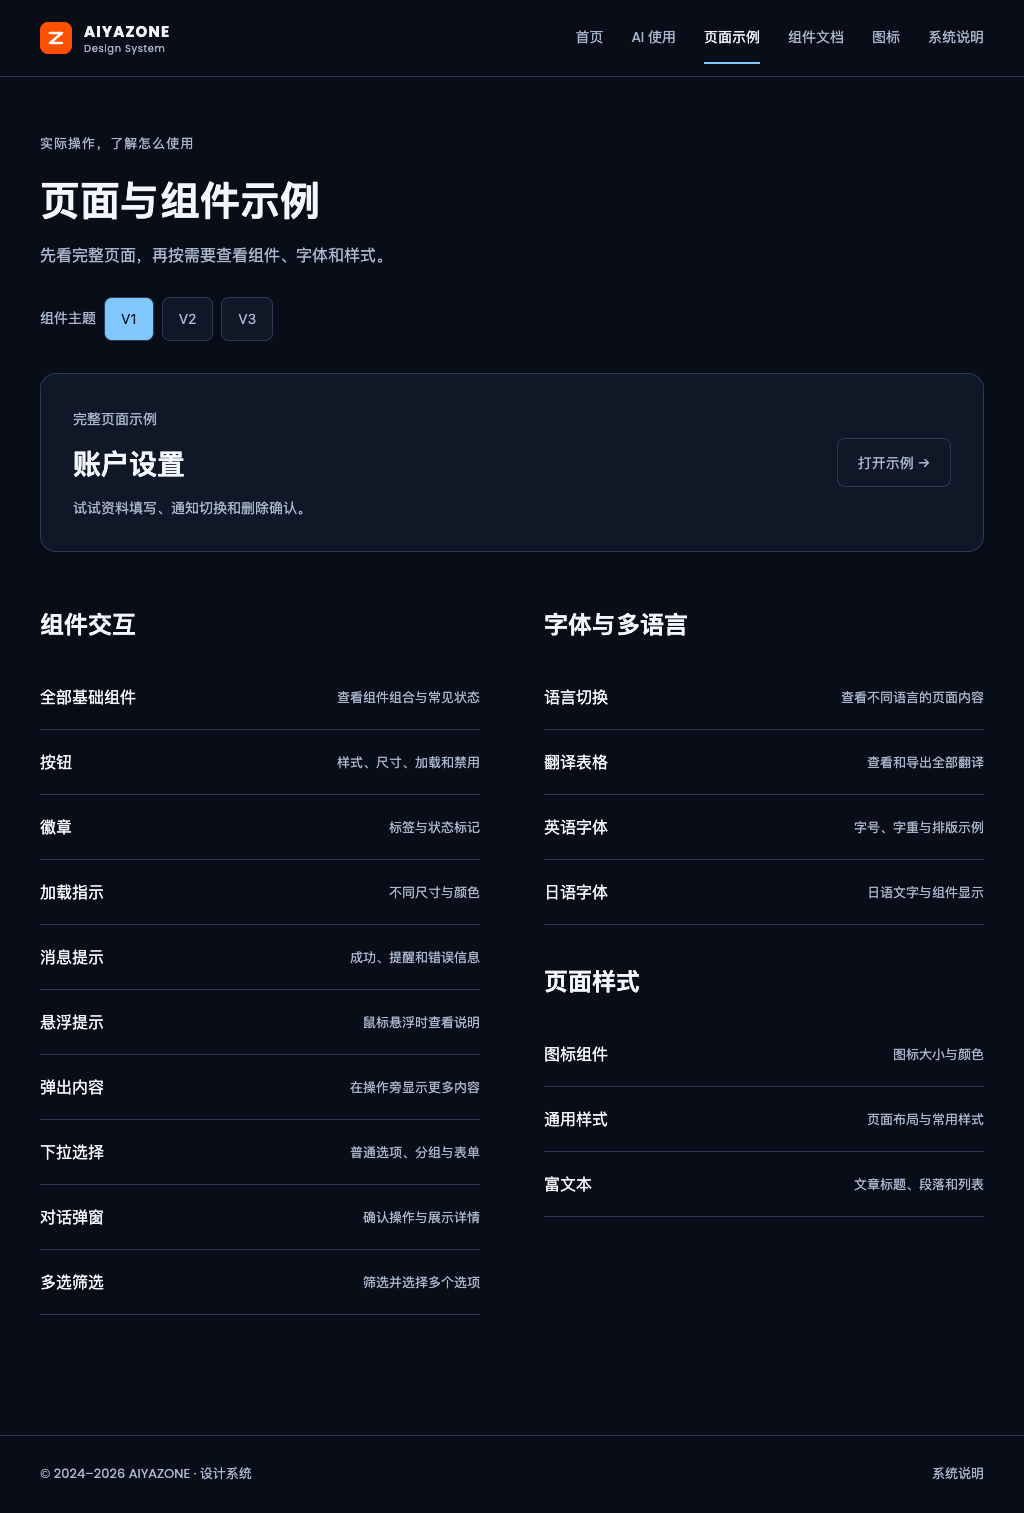 AIYAZONE
Design System
首页
AI 使用
页面示例
组件文档
图标
系统说明
实际操作，了解怎么使用
页面与组件示例
先看完整页面，再按需要查看组件、字体和样式。
组件主题
V1
V2
V3
完整页面示例
账户设置
试试资料填写、通知切换和删除确认。
打开示例 →
组件交互
全部基础组件
查看组件组合与常见状态
按钮
样式、尺寸、加载和禁用
徽章
标签与状态标记
加载指示
不同尺寸与颜色
消息提示
成功、提醒和错误信息
悬浮提示
鼠标悬浮时查看说明
弹出内容
在操作旁显示更多内容
下拉选择
普通选项、分组与表单
对话弹窗
确认操作与展示详情
多选筛选
筛选并选择多个选项
字体与多语言
语言切换
查看不同语言的页面内容
翻译表格
查看和导出全部翻译
英语字体
字号、字重与排版示例
日语字体
日语文字与组件显示
页面样式
图标组件
图标大小与颜色
通用样式
页面布局与常用样式
富文本
文章标题、段落和列表
© 2024–2026 AIYAZONE · 设计系统
系统说明